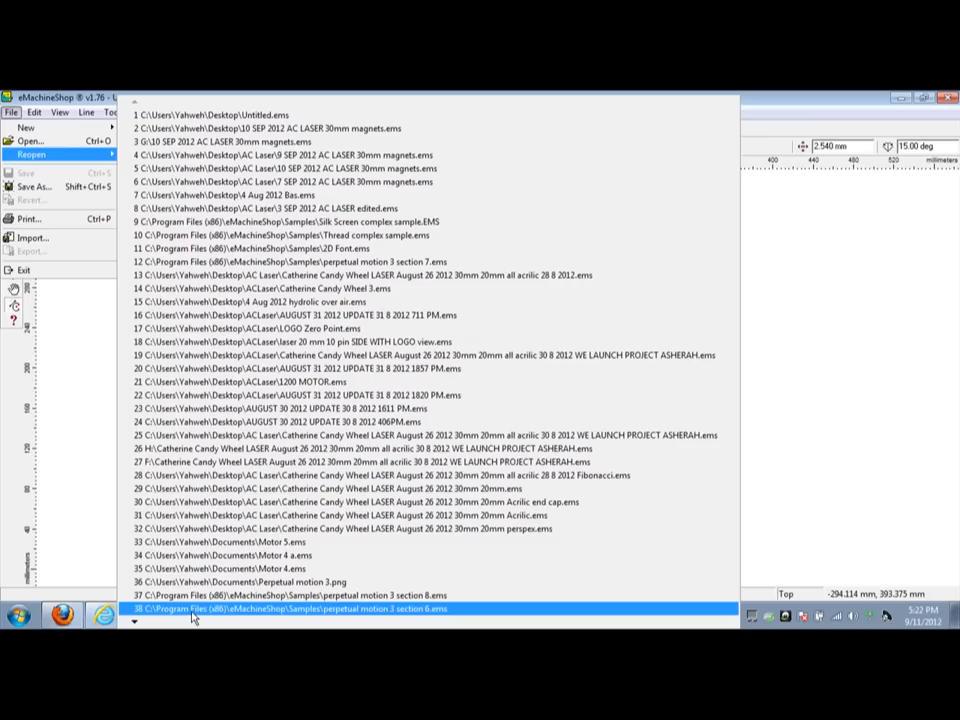 eMachineShop ® v1.76 - U
File Edit View Line Too
New
Open... Ctrl+O
Reopen
Save Ctrl+S
Save As... Shift+Ctrl+S
Revert...
Print... Ctrl+P
Import...
Export...
Exit
1 C:\Users\Yahweh\Desktop\Untitled.ems
2 C:\Users\Yahweh\Desktop\10 SEP 2012 AC LASER 30mm magnets.ems
3 G:\10 SEP 2012 AC LASER 30mm magnets.ems
4 C:\Users\Yahweh\Desktop\AC Laser\9 SEP 2012 AC LASER 30mm magnets.ems
5 C:\Users\Yahweh\Desktop\AC Laser\10 SEP 2012 AC LASER 30mm magnets.ems
6 C:\Users\Yahweh\Desktop\AC Laser\7 SEP 2012 AC LASER 30mm magnets.ems
7 C:\Users\Yahweh\Desktop\4 Aug 2012 Bas.ems
8 C:\Users\Yahweh\Desktop\AC Laser\3 SEP 2012 AC LASER edited.ems
9 C:\Program Files (x86)\eMachineShop\Samples\Silk Screen complex sample.EMS
10 C:\Program Files (x86)\eMachineShop\Samples\Thread complex sample.ems
11 C:\Program Files (x86)\eMachineShop\Samples\2D Font.ems
12 C:\Program Files (x86)\eMachineShop\Samples\perpetual motion 3 section 7.ems
13 C:\Users\Yahweh\Desktop\AC Laser\Catherine Candy Wheel LASER August 26 2012 30mm 20mm all acrilic 28 8 2012.ems
14 C:\Users\Yahweh\Desktop\ACLaser\Catherine Candy Wheel 3.ems
15 C:\Users\Yahweh\Desktop\4 Aug 2012 hydrolic over air.ems
16 C:\Users\Yahweh\Desktop\ACLaser\AUGUST 31 2012 UPDATE 31 8 2012 711 PM.ems
17 C:\Users\Yahweh\Desktop\ACLaser\LOGO Zero Point.ems
18 C:\Users\Yahweh\Desktop\ACLaser\laser 20 mm 10 pin SIDE WITH LOGO view.ems
19 C:\Users\Yahweh\Desktop\ACLaser\Catherine Candy Wheel LASER August 26 2012 30mm 20mm all acrilic 30 8 2012 WE LAUNCH PROJECT ASHERAH.ems
20 C:\Users\Yahweh\Desktop\ACLaser\AUGUST 31 2012 UPDATE 31 8 2012 1857 PM.ems
21 C:\Users\Yahweh\Desktop\ACLaser\1200 MOTOR.ems
22 C:\Users\Yahweh\Desktop\ACLaser\AUGUST 31 2012 UPDATE 31 8 2012 1820 PM.ems
23 C:\Users\Yahweh\Desktop\AUGUST 30 2012 UPDATE 30 8 2012 1611 PM.ems
24 C:\Users\Yahweh\Desktop\AUGUST 30 2012 UPDATE 30 8 2012 406PM.ems
25 C:\Users\Yahweh\Desktop\AC Laser\Catherine Candy Wheel LASER August 26 2012 30mm 20mm all acrilic 30 8 2012 WE LAUNCH PROJECT ASHERAH.ems
26 H:\Catherine Candy Wheel LASER August 26 2012 30mm 20mm all acrilic 30 8 2012 WE LAUNCH PROJECT ASHERAH.ems
27 F:\Catherine Candy Wheel LASER August 26 2012 30mm 20mm all acrilic 30 8 2012 WE LAUNCH PROJECT ASHERAH.ems
28 C:\Users\Yahweh\Desktop\AC Laser\Catherine Candy Wheel LASER August 26 2012 30mm 20mm all acrilic 28 8 2012 Fibonacci.ems
29 C:\Users\Yahweh\Desktop\AC Laser\Catherine Candy Wheel LASER August 26 2012 30mm 20mm.ems
30 C:\Users\Yahweh\Desktop\AC Laser\Catherine Candy Wheel LASER August 26 2012 30mm 20mm Acrilic end cap.ems
31 C:\Users\Yahweh\Desktop\AC Laser\Catherine Candy Wheel LASER August 26 2012 30mm 20mm Acrilic.ems
32 C:\Users\Yahweh\Desktop\AC Laser\Catherine Candy Wheel LASER August 26 2012 30mm 20mm perspex.ems
33 C:\Users\Yahweh\Documents\Motor 5.ems
34 C:\Users\Yahweh\Documents\Motor 4 a.ems
35 C:\Users\Yahweh\Documents\Motor 4.ems
36 C:\Users\Yahweh\Documents\Perpetual motion 3.png
37 C:\Program Files (x86)\eMachineShop\Samples\perpetual motion 3 section 8.ems
38 C:\Program Files (x86)\eMachineShop\Samples\perpetual motion 3 section 6.ems
2.540 mm 15.00 deg
400 440 480 520 560 millimeters
280
240
200
160
120
80
40
millimeters
Top -294.114 mm, 393.375 mm
5:22 PM
9/11/2012